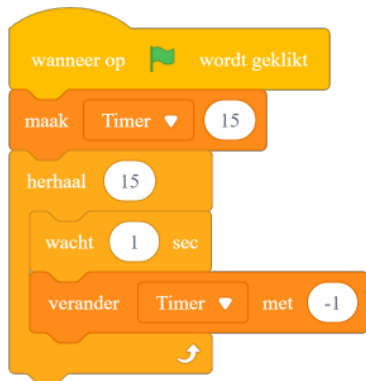 wanneer op wordt geklikt
maak Timer 15
herhaal 15
wacht 1 sec
verander Timer met -1